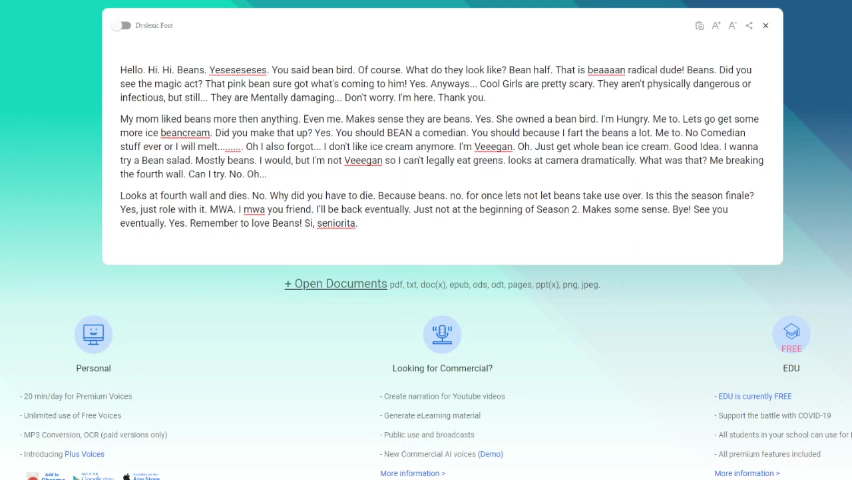 Dyslexie Font
A+ A-
Hello. Hi. Hi. Beans. Yeseseseses. You said bean bird. Of course. What do they look like? Bean half. That is beaaaan radical dude! Beans. Did you
see the magic act? That pink bean sure got what's coming to him! Yes. Anyways... Cool Girls are pretty scary. They aren't physically dangerous or
infectious, but still... They are Mentally damaging... Don't worry. I'm here. Thank you.
My mom liked beans more then anything. Even me. Makes sense they are beans. Yes. She owned a bean bird. I'm Hungry. Me to. Lets go get some
more ice beancream. Did you make that up? Yes. You should BEAN a comedian. You should because I fart the beans a lot. Me to. No Comedian
stuff ever or I will melt......... Oh I also forgot... I don't like ice cream anymore. I'm Veeegan. Oh. Just get whole bean ice cream. Good Idea. I wanna
try a Bean salad. Mostly beans. I would, but I'm not Veeegan so I can't legally eat greens. looks at camera dramatically. What was that? Me breaking
the fourth wall. Can I try. No. Oh...
Looks at fourth wall and dies. No. Why did you have to die. Because beans. no. for once lets not let beans take use over. Is this the season finale?
Yes, just role with it. MWA. I mwa you friend. I'll be back eventually. Just not at the beginning of Season 2. Makes some sense. Bye! See you
eventually. Yes. Remember to love Beans! Si, seniorita.
+ Open Documents pdf, txt, doc(x), epub, ods, odt, pages, ppt(x), png, jpeg.
FREE
Personal Looking for Commercial? EDU
- 20 min/day for Premium Voices - Create narration for Youtube videos - EDU is currently FREE
- Unlimited use of Free Voices - Generate eLearning material - Support the battle with COVID-19
- MP3 Conversion, OCR (paid versions only) - Public use and broadcasts - All students in your school can use for
- Introducing Plus Voices - New Commercial AI voices (Demo) - All premium features included
More information > More information >